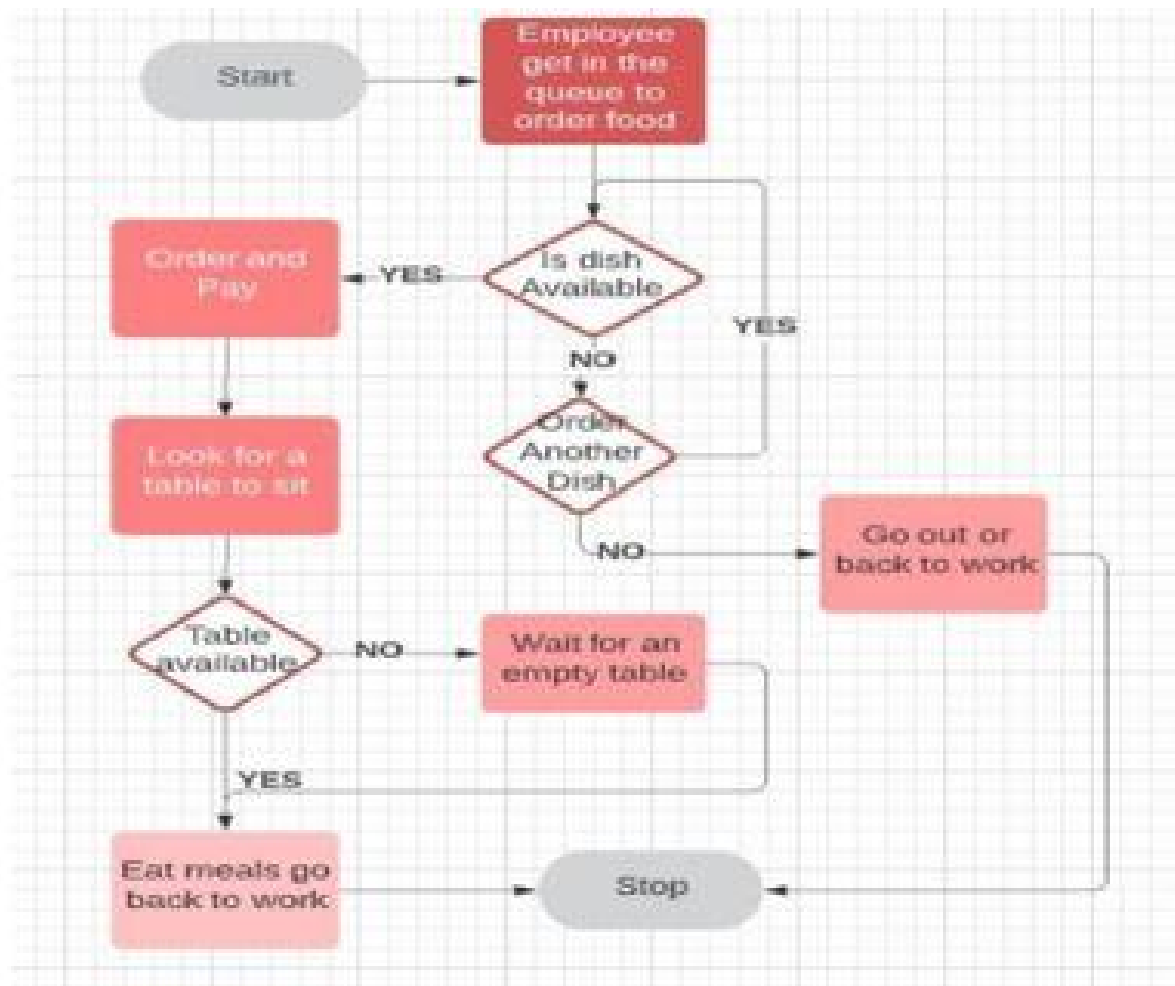 Start
Employee
get in the
queue to
order food
Is dish
Available
YES
Order and
Pay
YES
NO
Order
Another
Dish
Look for a
table to sit
NO
Go out or
back to work
Table
available
NO
Wait for an
empty table
YES
Eat meals go
back to work
Stop